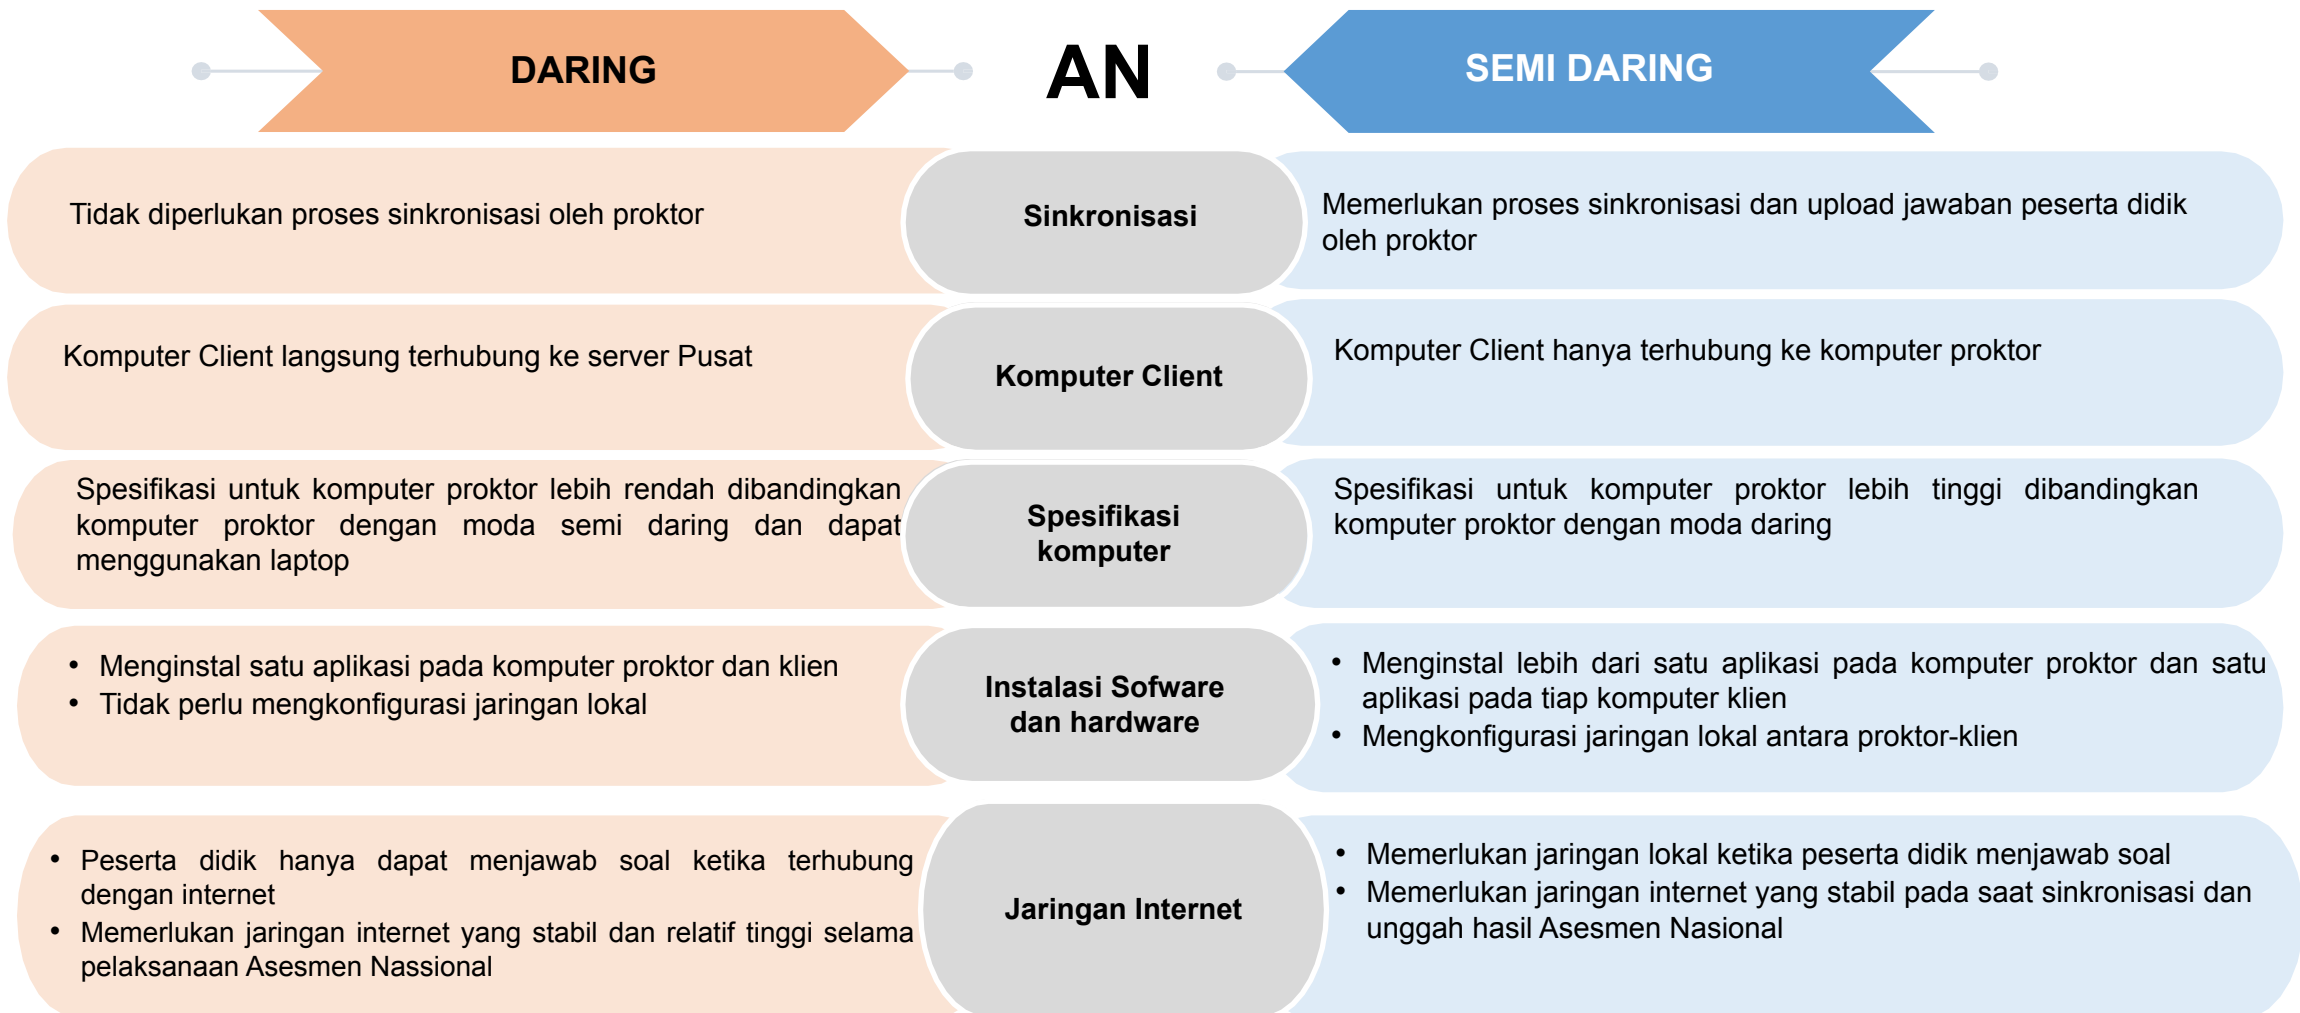 DARING
AN
SEMI DARING
Tidak diperlukan proses sinkronisasi oleh proktor
Sinkronisasi
Memerlukan proses sinkronisasi dan upload jawaban peserta didik
oleh proktor
Komputer Client langsung terhubung ke server Pusat
Komputer Client
Komputer Client hanya terhubung ke komputer proktor
Spesifikasi untuk komputer proktor lebih rendah dibandingkan
komputer proktor dengan moda semi daring dan dapat
menggunakan laptop
Spesifikasi
komputer
Spesifikasi untuk komputer proktor lebih tinggi dibandingkan
komputer proktor dengan moda daring
• Menginstal satu aplikasi pada komputer proktor dan klien
• Tidak perlu mengkonfigurasi jaringan lokal
Instalasi Sofware
dan hardware
• Menginstal lebih dari satu aplikasi pada komputer proktor dan satu
aplikasi pada tiap komputer klien
• Mengkonfigurasi jaringan lokal antara proktor-klien
• Peserta didik hanya dapat menjawab soal ketika terhubung
dengan internet
• Memerlukan jaringan internet yang stabil dan relatif tinggi selama
pelaksanaan Asesmen Nassional
Jaringan Internet
• Memerlukan jaringan lokal ketika peserta didik menjawab soal
• Memerlukan jaringan internet yang stabil pada saat sinkronisasi dan
unggah hasil Asesmen Nasional